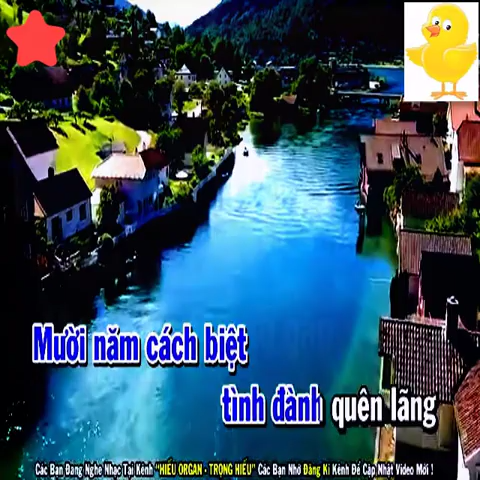 Mười năm cách biệt
tình đành quên lãng
Các Bạn Đang Nghe Nhạc Tại Kênh "HIẾU ORGAN - TRỌNG HIẾU" Các Bạn Nhớ Đăng Kí Kênh Để Cập Nhật Video Mới !